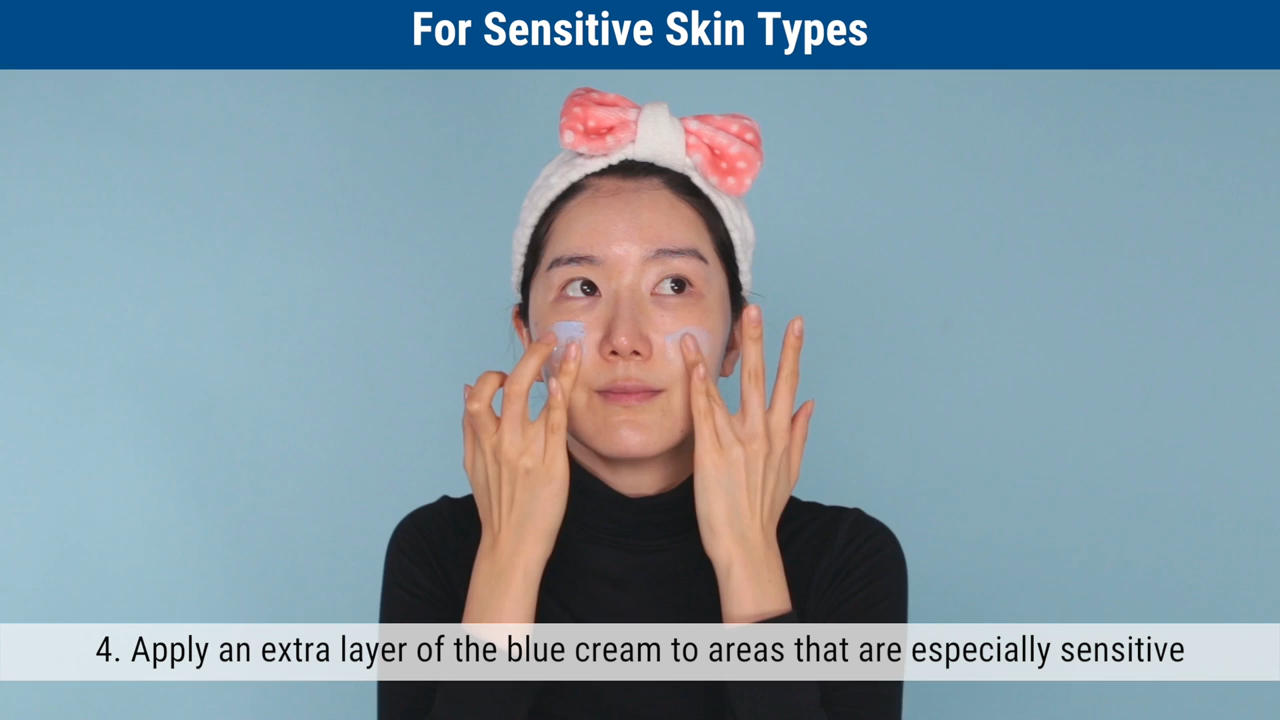 For Sensitive Skin Types
4. Apply an extra layer of the blue cream to areas that are especially sensitive